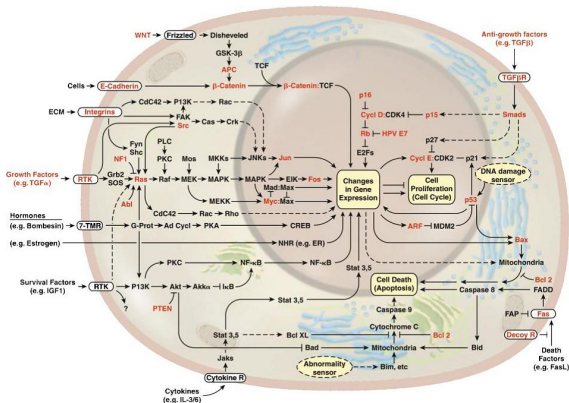 WNT
Frizzled
Disheveled
GSK-3β
APC
TCF
Cells
E-Cadherin
β-Catenin
β-Catenin:TCF
ECM
Integrins
CdC42
P13K
Rac
FAK
Src
Cas
Crk
Fyn
Shc
PLC
NF1
PKC
Mos
MKKs
JNKs
Jun
Growth Factors
(e.g. TGFα)
RTK
Grb2
SOS
Ras
Raf
MEK
MAPK
MAPK
ElK
Fos
Mad:Max
MEKK
Myc:Max
Abl
CdC42
Rac
Rho
Hormones
(e.g. Bombesin)
7-TMR
G-Prot
Ad Cycl
PKA
CREB
(e.g. Estrogen)
NHR (e.g. ER)
PKC
NF-κB
NF-κB
Survival Factors
(e.g. IGF1)
RTK
P13K
Akt
Akkα
IκB
?
PTEN
Stat 3,5
Stat 3,5
Stat 3,5
Bcl XL
Bad
Jaks
Cytokine R
Cytokines
(e.g. IL-3/6)
Anti-growth factors
(e.g. TGFβ)
TGFβR
p16
Cycl D:CDK4
p15
Smads
Rb
HPV E7
E2Fs
p27
Cycl E:CDK2
p21
Changes
in Gene
Expression
Cell
Proliferation
(Cell Cycle)
DNA damage
sensor
p53
ARF
MDM2
Bax
Mitochondria
Bcl 2
Cell Death
(Apoptosis)
Caspase 8
FADD
Caspase 9
FAP
Fas
Cytochrome C
Bcl 2
Decoy R
Mitochondria
Bid
Death
Factors
(e.g. FasL)
Abnormality
sensor
Bim, etc